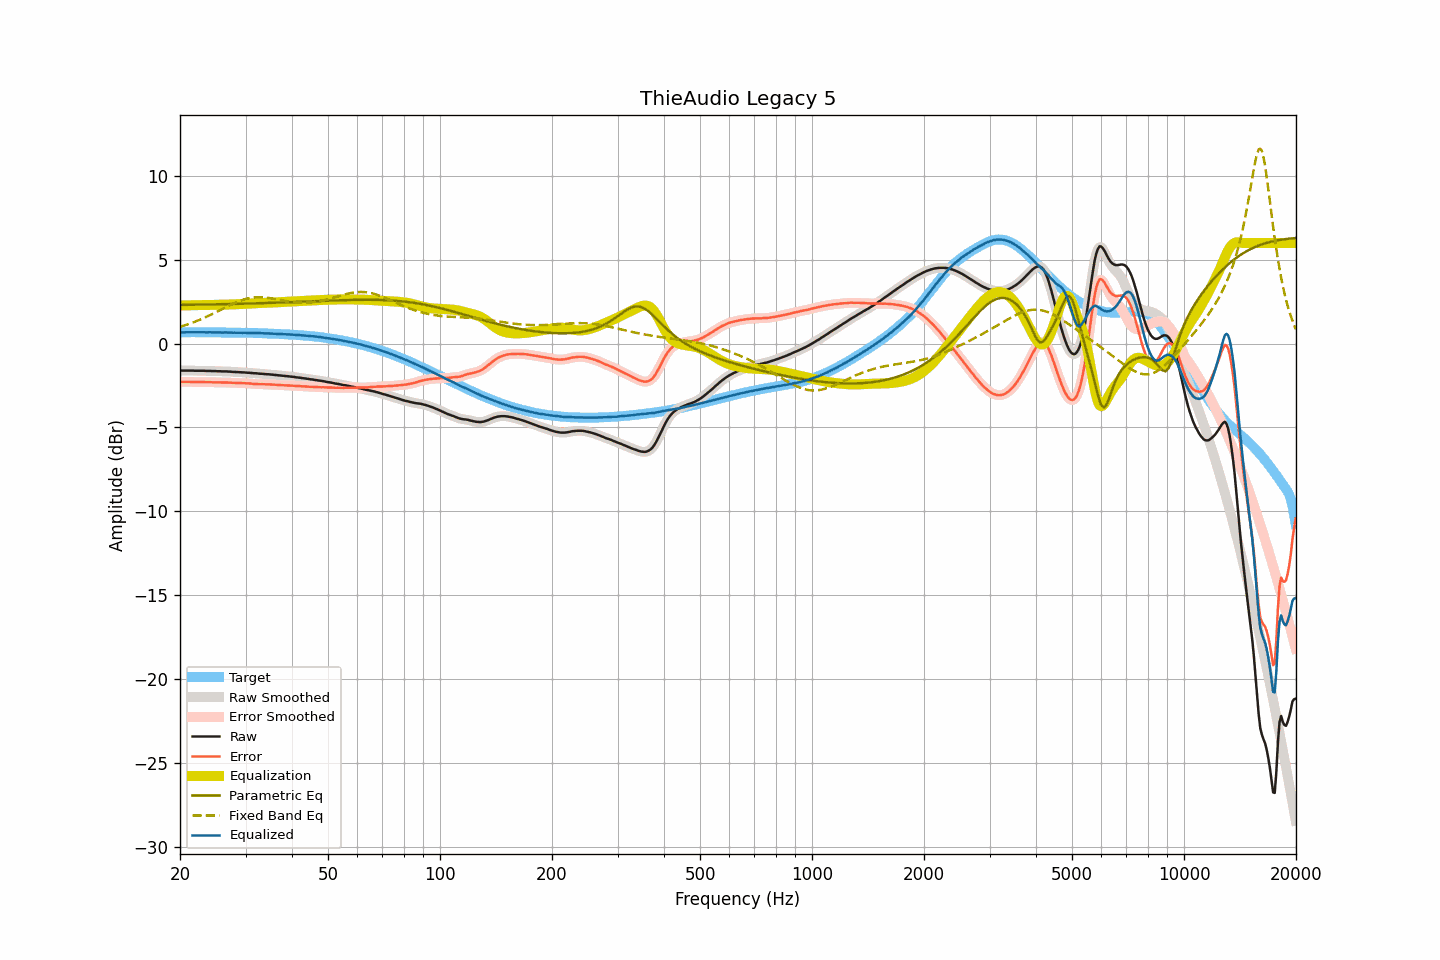 ThieAudio Legacy 5
Amplitude (dBr)
10
5
0
−5
−10
−15
−20
−25
−30
Target
Raw Smoothed
Error Smoothed
Raw
Error
Equalization
Parametric Eq
Fixed Band Eq
Equalized
20 50 100 200 500 1000 2000 5000 10000 20000
Frequency (Hz)